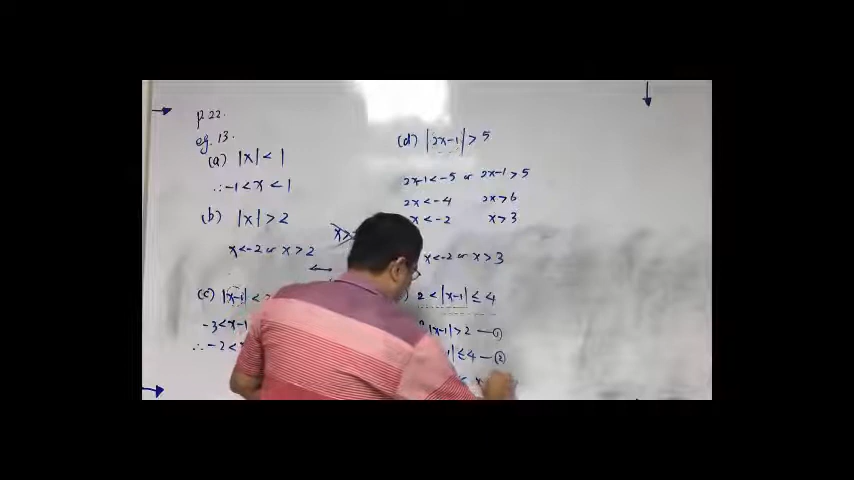 p.22.
eg. 13.
(a) |x| < 1
∴ -1 < x < 1
(b) |x| > 2
x < -2 or x > 2
(c) |x-1| <
-3 < x-1
∴ -2 <
(d) |2x-1| > 5
2x-1 < -5 or 2x-1 > 5
2x < -4 2x > 6
x < -2 x > 3
x < -2 or x > 3
) 2 < |x-1| ≤ 4
|x-1| > 2 — ①
| ≤ 4 — ②